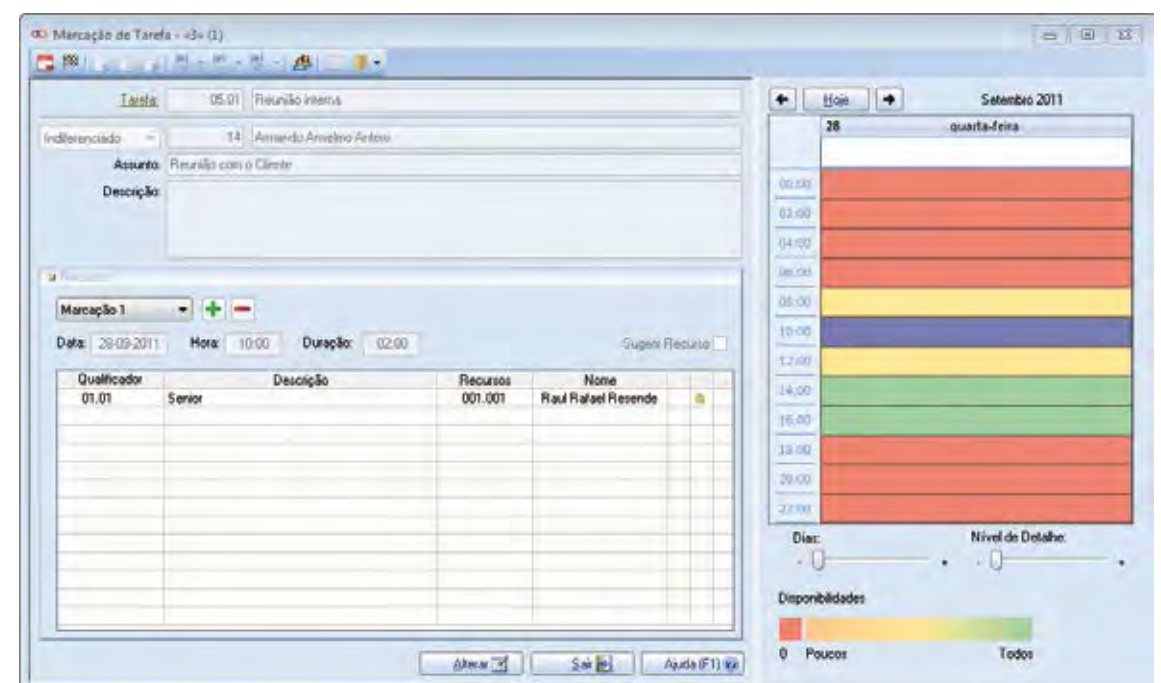 Marcação de Tarefa - «3» (1)
Tarefa: 05.01 Reunião interna
Indiferenciado 14 Armando Anselmo Antero
Assunto: Reunião com o Cliente
Descrição:
Marcação 1
Data: 28-09-2011 Hora: 10:00 Duração: 02:00 Sugerir Recurso
Qualificador Descrição Recursos Nome
01.01 Senior 001.001 Raul Rafael Resende
Alterar Sair Ajuda (F1)
Hoje Setembro 2011
28 quarta-feira
00:00
02:00
04:00
06:00
08:00
10:00
12:00
14:00
16:00
18:00
20:00
22:00
Dias: Nível de Detalhe:
- + - +
Disponibilidades
0 Poucos Todos